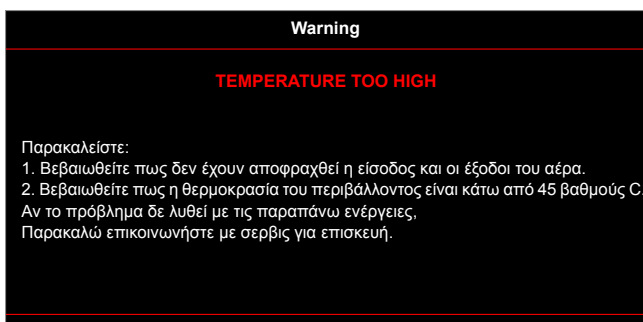 Warning
TEMPERATURE TOO HIGH
Παρακαλείστε:
1. Βεβαιωθείτε πως δεν έχουν αποφραχθεί η είσοδος και οι έξοδοι του αέρα.
2. Βεβαιωθείτε πως η θερμοκρασία του περιβάλλοντος είναι κάτω από 45 βαθμούς C.
Αν το πρόβλημα δε λυθεί με τις παραπάνω ενέργειες,
Παρακαλώ επικοινωνήστε με σερβις για επισκευή.